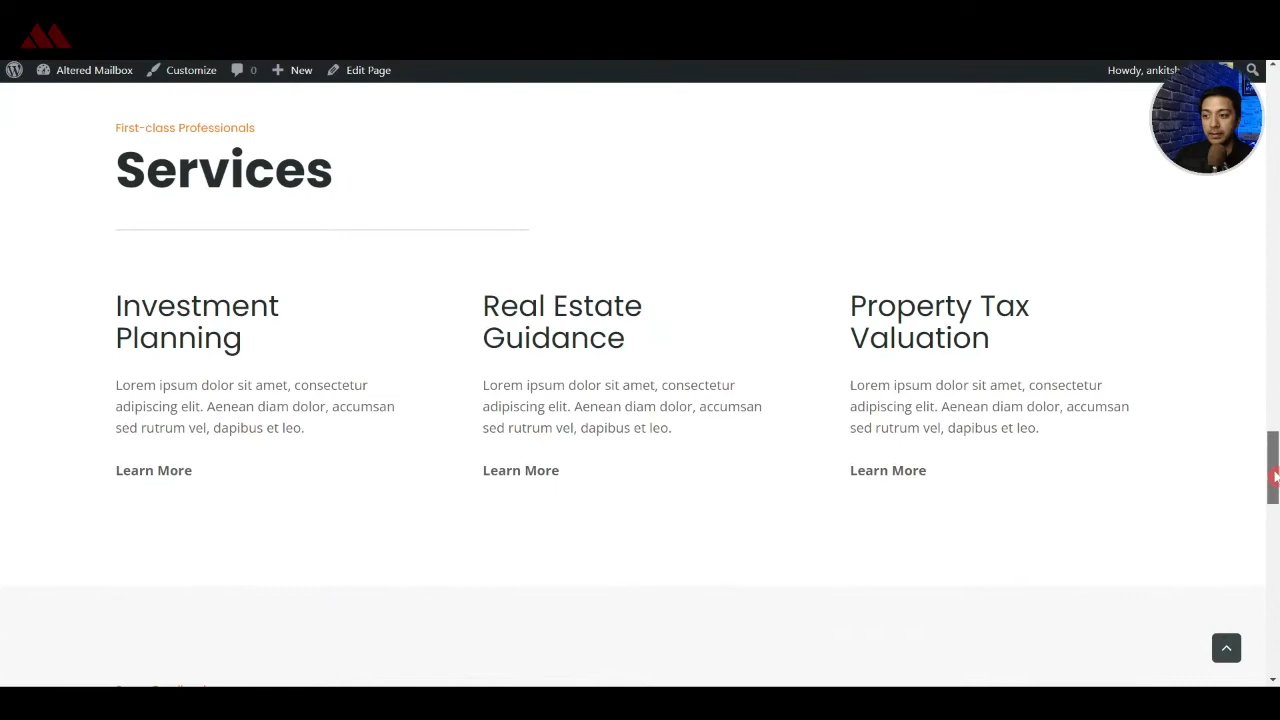 Altered Mailbox Customize 0 New Edit Page Howdy,
First-class Professionals
Services
Investment
Planning
Lorem ipsum dolor sit amet, consectetur
adipiscing elit. Aenean diam dolor, accumsan
sed rutrum vel, dapibus et leo.
Learn More
Real Estate
Guidance
Lorem ipsum dolor sit amet, consectetur
adipiscing elit. Aenean diam dolor, accumsan
sed rutrum vel, dapibus et leo.
Learn More
Property Tax
Valuation
Lorem ipsum dolor sit amet, consectetur
adipiscing elit. Aenean diam dolor, accumsan
sed rutrum vel, dapibus et leo.
Learn More